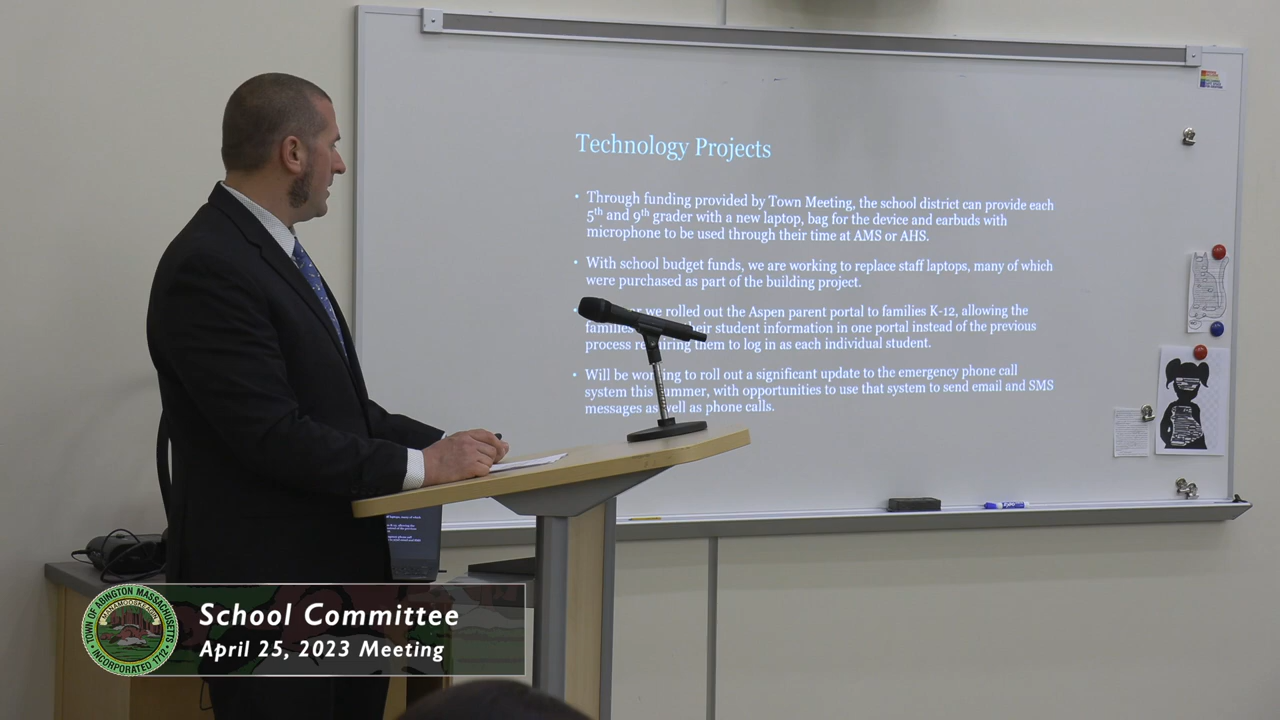 Technology Projects
• Through funding provided by Town Meeting, the school district can provide each
5th and 9th grader with a new laptop, bag for the device and earbuds with
microphone to be used through their time at AMS or AHS.
• With school budget funds, we are working to replace staff laptops, many of which
were purchased as part of the building project.
we rolled out the Aspen parent portal to families K-12, allowing the
families their student information in one portal instead of the previous
process requiring them to log in as each individual student.
• Will be working to roll out a significant update to the emergency phone call
system this summer, with opportunities to use that system to send email and SMS
messages as well as phone calls.
EXPO
TOWN OF ABINGTON MASSACHUSETTS
MANAMOOSKEAGIN
INCORPORATED 1712
School Committee
April 25, 2023 Meeting